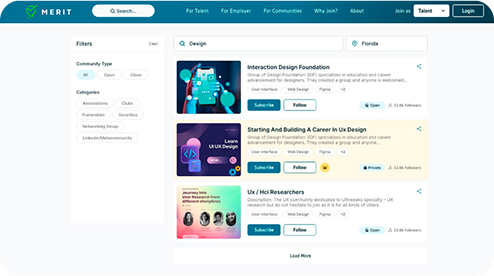 MERIT
Search...
For Talent
For Employer
For Communities
Why Join?
About
Join as
Talent
Login
Filters
Clear
Design
Florida
Community Type
All
Open
Close
Categories
Associations
Clubs
Fraternities
Sororities
Networking Group
LinkedIn/Metacommunity
Interaction Design Foundation
Group of Design Foundation (IDF) specializes in education and career
advancement for designers. They created a group and anyone is welcomed...
User Interface
Web Design
Figma
+2
Subscribe
Follow
Open
33.8k Followers
Learn
UI UX Design
Starting And Building A Career In Ux Design
Group of Design Foundation (IDF) specializes in education and career
advancement for designers. They created a group and anyone...
User Interface
Web Design
Figma
+2
Subscribe
Follow
Private
33.8k Followers
Journey Into
User Research from
different disciplines
Ux / Hci Researchers
Description: The UX community dedicated to UXtweaks specialty - UX
research but do not hesitate to join as it is for all kinds of UXers.
User Interface
Web Design
Figma
+2
Subscribe
Follow
Open
33.8k Followers
Load More